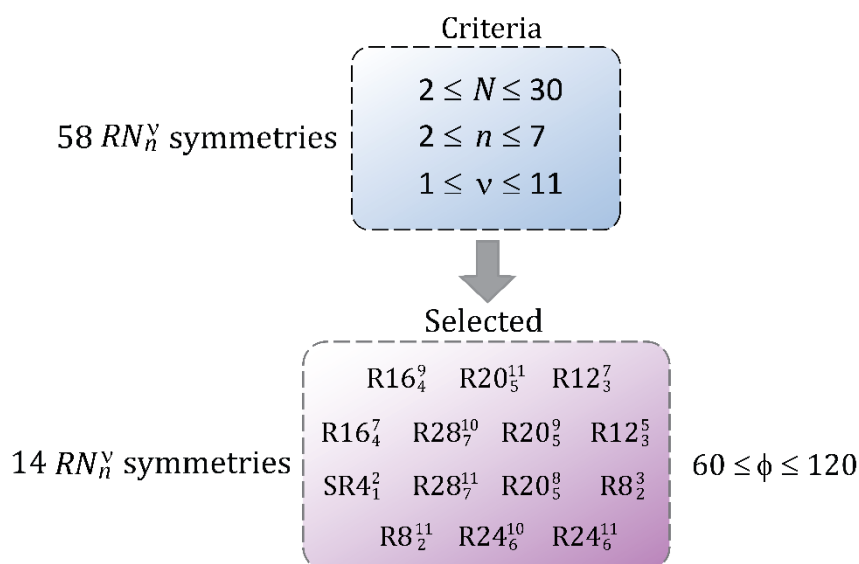 Criteria
2 ≤ N ≤ 30
58 RN_n^ν symmetries
2 ≤ n ≤ 7
1 ≤ ν ≤ 11
Selected
R16_4^9 R20_5^11 R12_3^7
R16_4^7 R28_7^10 R20_5^9 R12_3^5
14 RN_n^ν symmetries
60 ≤ ϕ ≤ 120
SR4_1^2 R28_7^11 R20_5^8 R8_2^3
R8_2^11 R24_6^10 R24_6^11